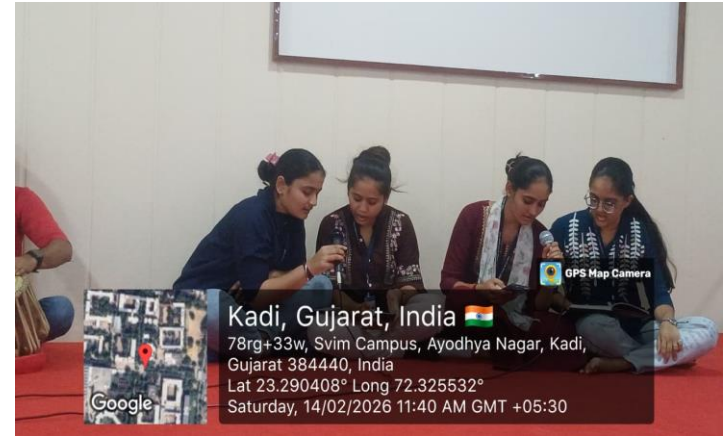 GPS Map Camera
Kadi, Gujarat, India 🇮🇳
78rg+33w, Svim Campus, Ayodhya Nagar, Kadi,
Gujarat 384440, India
Lat 23.290408° Long 72.325532°
Saturday, 14/02/2026 11:40 AM GMT +05:30
Google